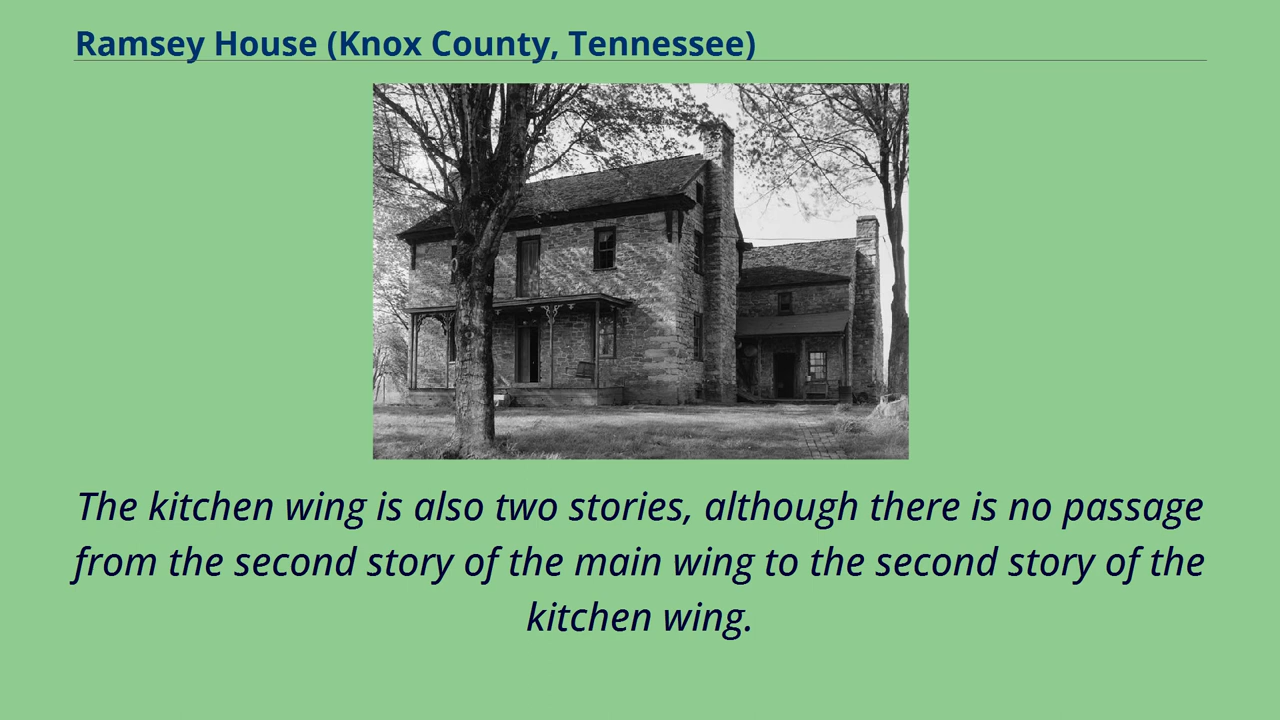 Ramsey House (Knox County, Tennessee)
The kitchen wing is also two stories, although there is no passage
from the second story of the main wing to the second story of the
kitchen wing.